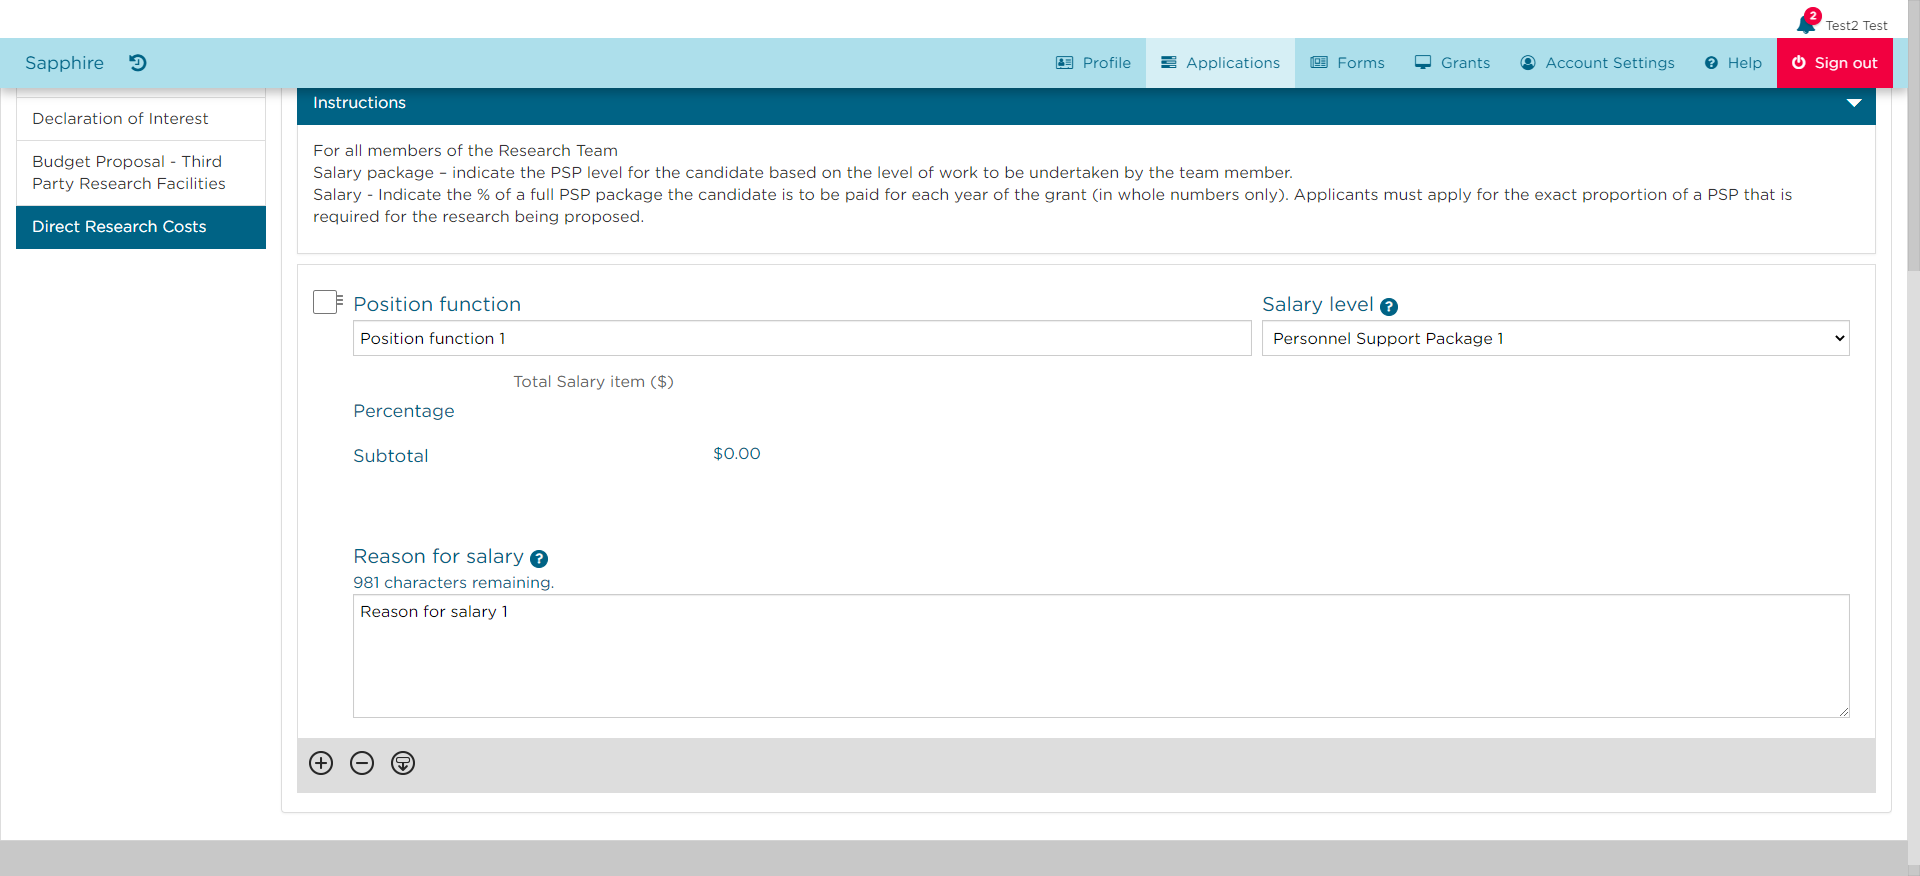 2
Test2 Test
Sapphire
Profile
Applications
Forms
Grants
Account Settings
Help
Sign out
Declaration of Interest
Budget Proposal - Third
Party Research Facilities
Direct Research Costs
Instructions
For all members of the Research Team
Salary package – indicate the PSP level for the candidate based on the level of work to be undertaken by the team member.
Salary - Indicate the % of a full PSP package the candidate is to be paid for each year of the grant (in whole numbers only). Applicants must apply for the exact proportion of a PSP that is
required for the research being proposed.
Position function
Salary level ?
Position function 1
Personnel Support Package 1
Total Salary item ($)
Percentage
Subtotal
$0.00
Reason for salary ?
981 characters remaining.
Reason for salary 1